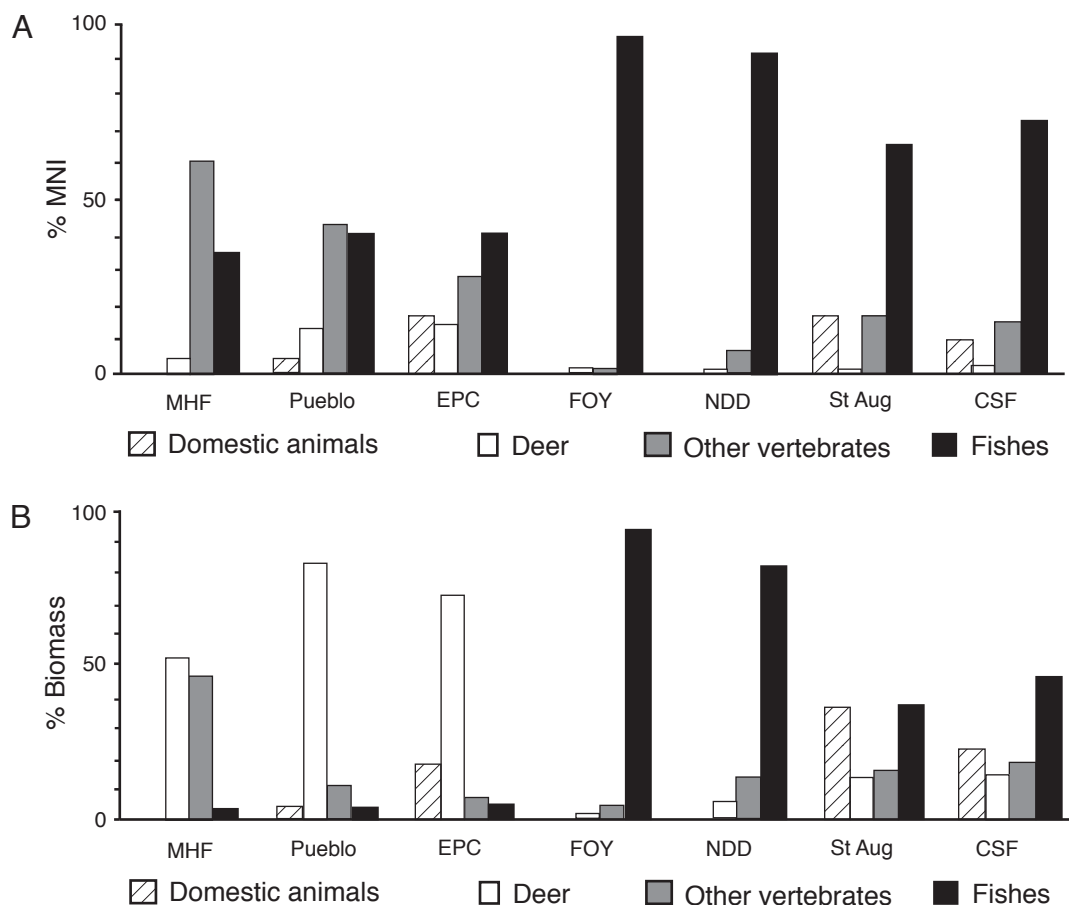 A
100
% MNI
50
0
MHF Pueblo EPC FOY NDD St Aug CSF
Domestic animals Deer Other vertebrates Fishes
B
100
% Biomass
50
0
MHF Pueblo EPC FOY NDD St Aug CSF
Domestic animals Deer Other vertebrates Fishes